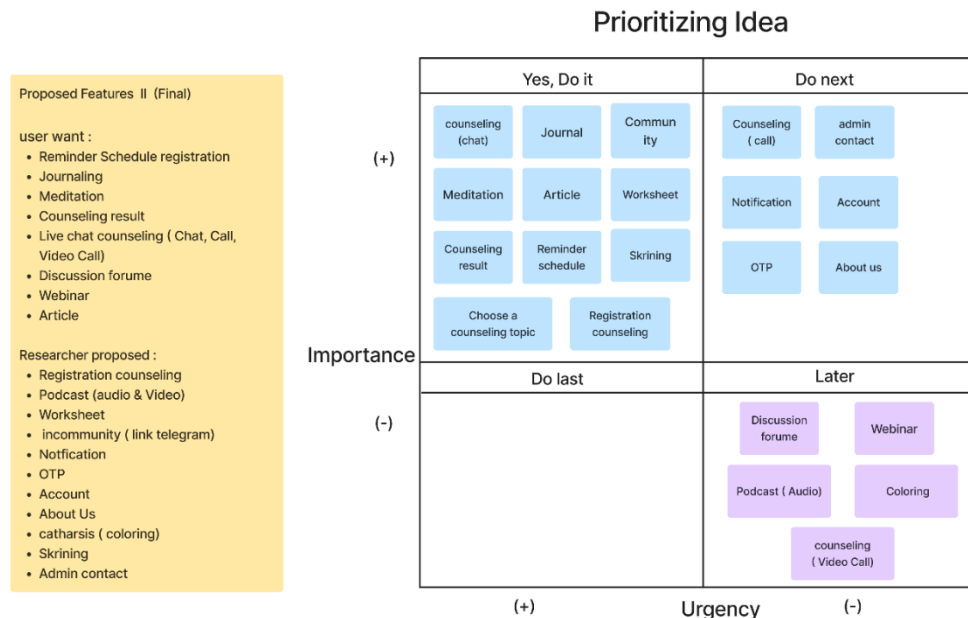 Prioritizing Idea
Proposed Features II (Final)
user want :
• Reminder Schedule registration
• Journaling
• Meditation
• Counseling result
• Live chat counseling ( Chat, Call,
Video Call)
• Discussion forume
• Webinar
• Article
Researcher proposed :
• Registration counseling
• Podcast (audio & Video)
• Worksheet
• incommunity ( link telegram)
• Notfication
• OTP
• Account
• About Us
• catharsis ( coloring)
• Skrining
• Admin contact
Importance
(+)
(-)
Yes, Do it
counseling
(chat)
Journal
Commun
ity
Meditation
Article
Worksheet
Counseling
result
Reminder
schedule
Skrining
Choose a
counseling topic
Registration
counseling
Do next
Counseling
( call)
admin
contact
Notification
Account
OTP
About us
Do last
Later
Discussion
forume
Webinar
Podcast ( Audio)
Coloring
counseling
( Video Call)
(+)
Urgency
(-)